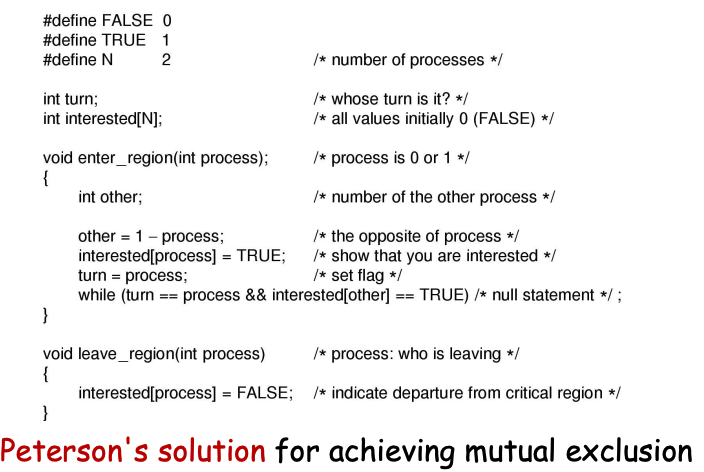 #define FALSE 0
#define TRUE 1
#define N 2 /* number of processes */
int turn; /* whose turn is it? */
int interested[N]; /* all values initially 0 (FALSE) */
void enter_region(int process); /* process is 0 or 1 */
{
int other; /* number of the other process */
other = 1 – process; /* the opposite of process */
interested[process] = TRUE; /* show that you are interested */
turn = process; /* set flag */
while (turn == process && interested[other] == TRUE) /* null statement */ ;
}
void leave_region(int process) /* process: who is leaving */
{
interested[process] = FALSE; /* indicate departure from critical region */
}
Peterson's solution for achieving mutual exclusion